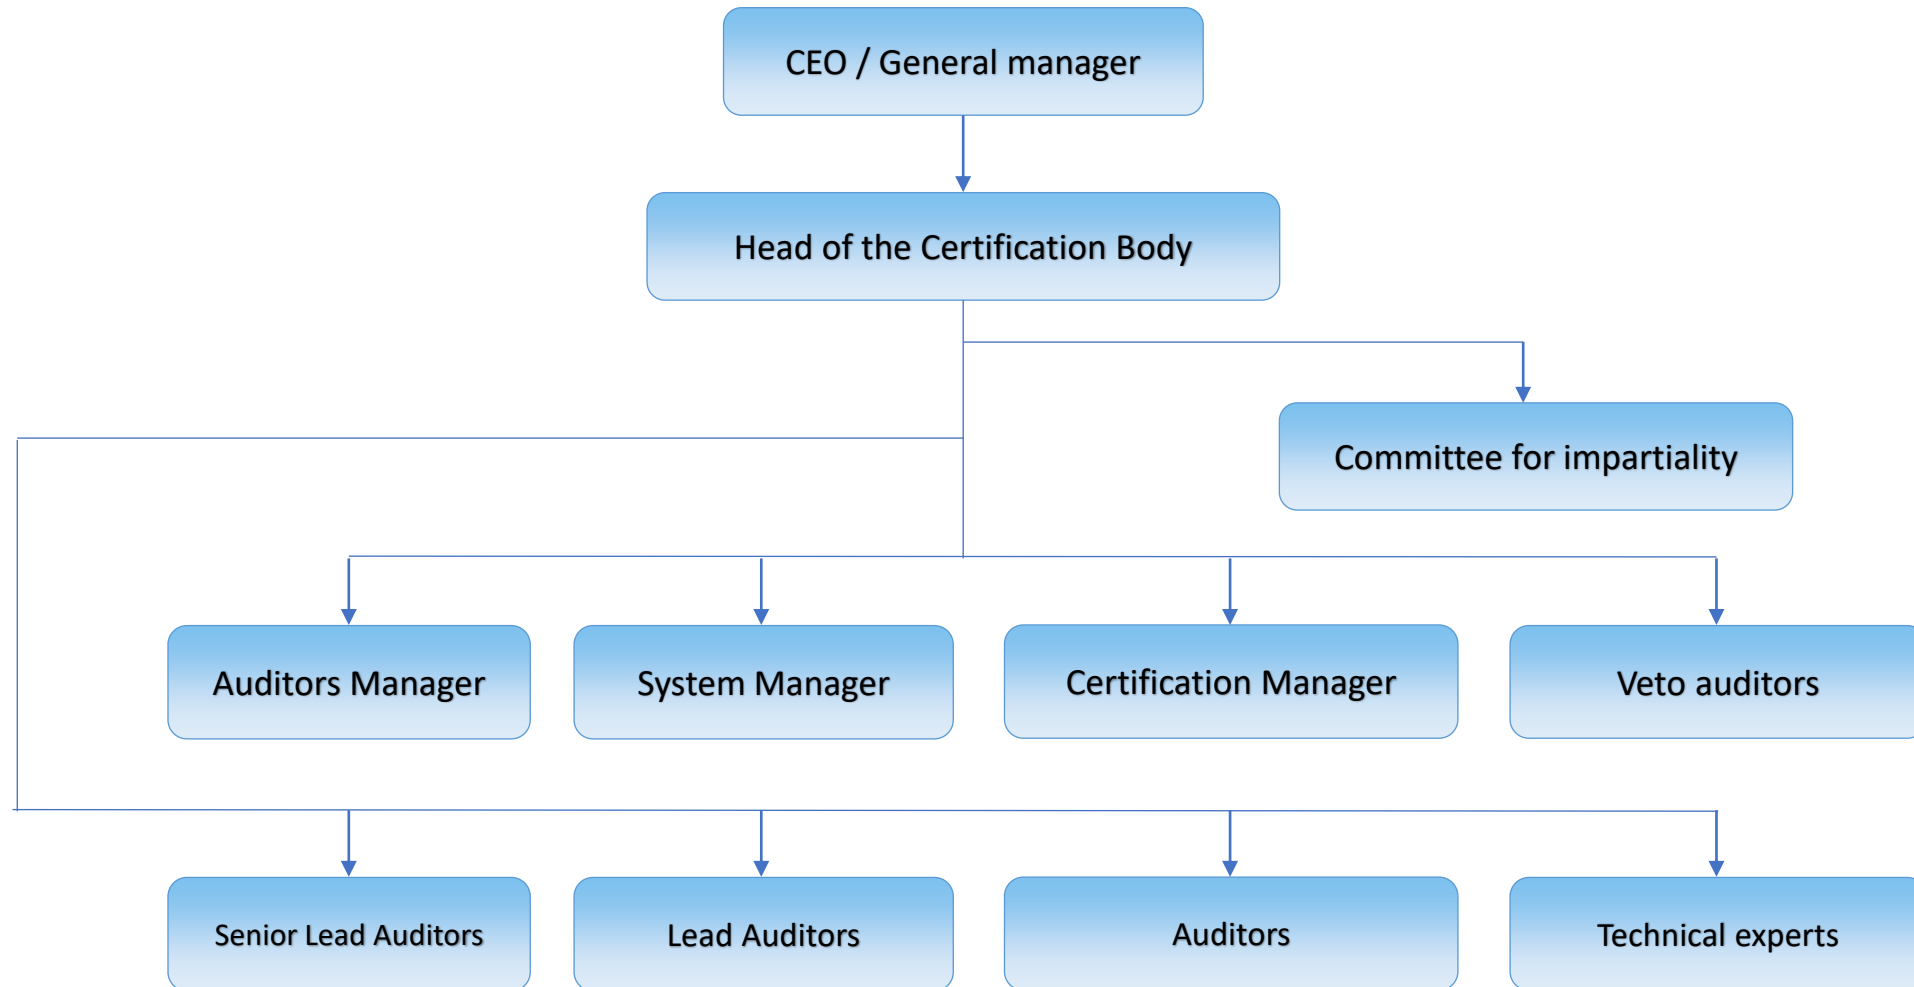 CEO / General manager
Head of the Certification Body
Committee for impartiality
Auditors Manager
System Manager
Certification Manager
Veto auditors
Senior Lead Auditors
Lead Auditors
Auditors
Technical experts